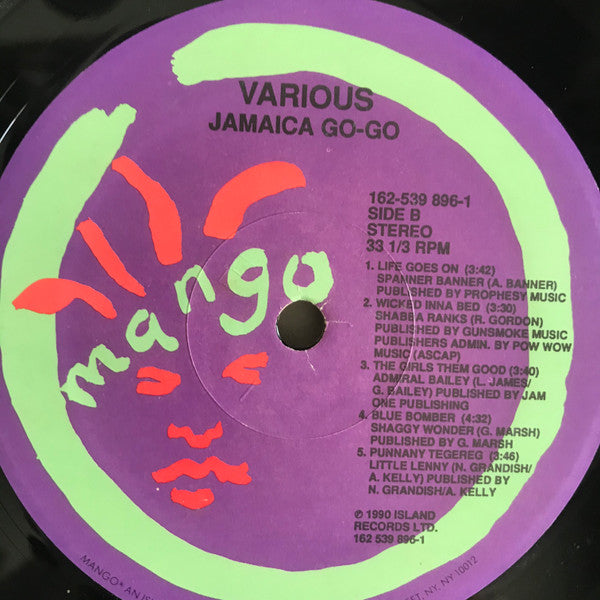 VARIOUS
JAMAICA GO-GO
162-539 896-1
SIDE B
STEREO
33 1/3 RPM
mango
1. LIFE GOES ON (3:42)
SPANNER BANNER (A. BANNER)
PUBLISHED BY PROPHESY MUSIC
2. WICKED INNA BED (3:30)
SHABBA RANKS (R. GORDON)
PUBLISHED BY GUNSMOKE MUSIC
PUBLISHERS ADMIN. BY POW WOW
MUSIC (ASCAP)
3. THE GIRLS THEM GOOD (3:40)
ADMIRAL BAILEY (L. JAMES/
G. BAILEY) PUBLISHED BY JAM
ONE PUBLISHING
4. BLUE BOMBER (4:32)
SHAGGY WONDER (G. MARSH)
PUBLISHED BY G. MARSH
5. PUNNANY TEGEREG (3:46)
LITTLE LENNY (N. GRANDISH/
A. KELLY) PUBLISHED BY
N. GRANDISH/A. KELLY
℗ 1990 ISLAND
RECORDS LTD.
162 539 896-1
MANGO® AN
NY, NY 10012